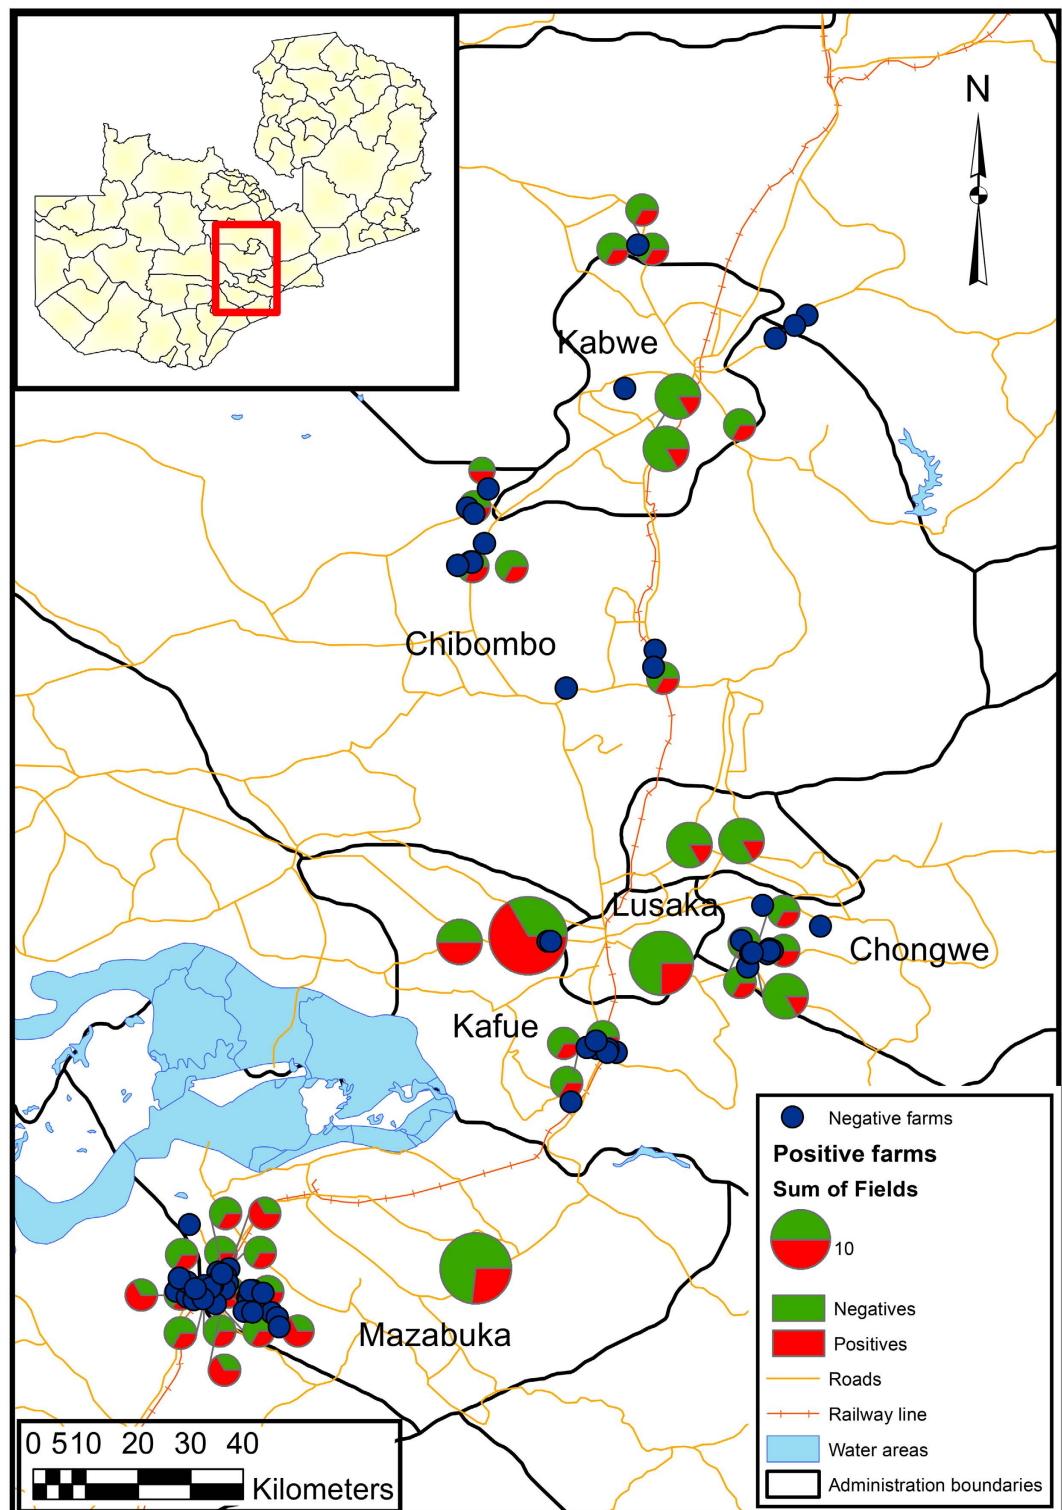 N
Kabwe
Chibombo
Lusaka
Chongwe
Kafue
Mazabuka
Negative farms
Positive farms
Sum of Fields
10
Negatives
Positives
Roads
Railway line
Water areas
Administration boundaries
0 510 20 30 40
Kilometers